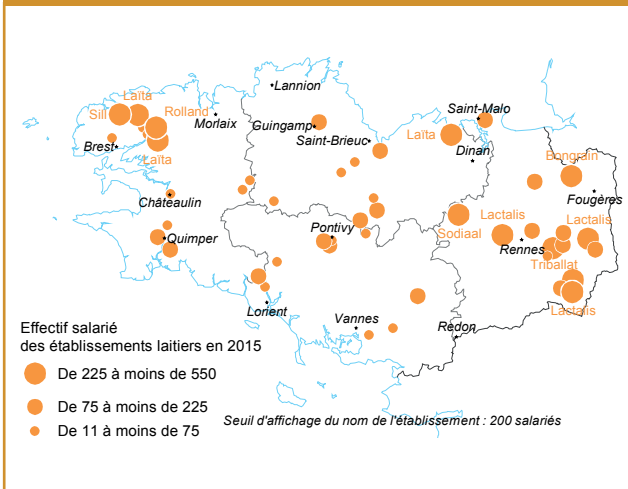 Lannion
Laïta
Sill
Rolland
Morlaix
Guingamp
Saint-Malo
Brest
Saint-Brieuc
Laïta
Laïta
Dinan
Bongrain
Châteaulin
Fougères
Quimper
Pontivy
Sodiaal
Lactalis
Lactalis
Rennes
Triballat
Lorient
Vannes
Redon
Lactalis
Effectif salarié
des établissements laitiers en 2015
De 225 à moins de 550
De 75 à moins de 225
De 11 à moins de 75
Seuil d'affichage du nom de l'établissement : 200 salariés